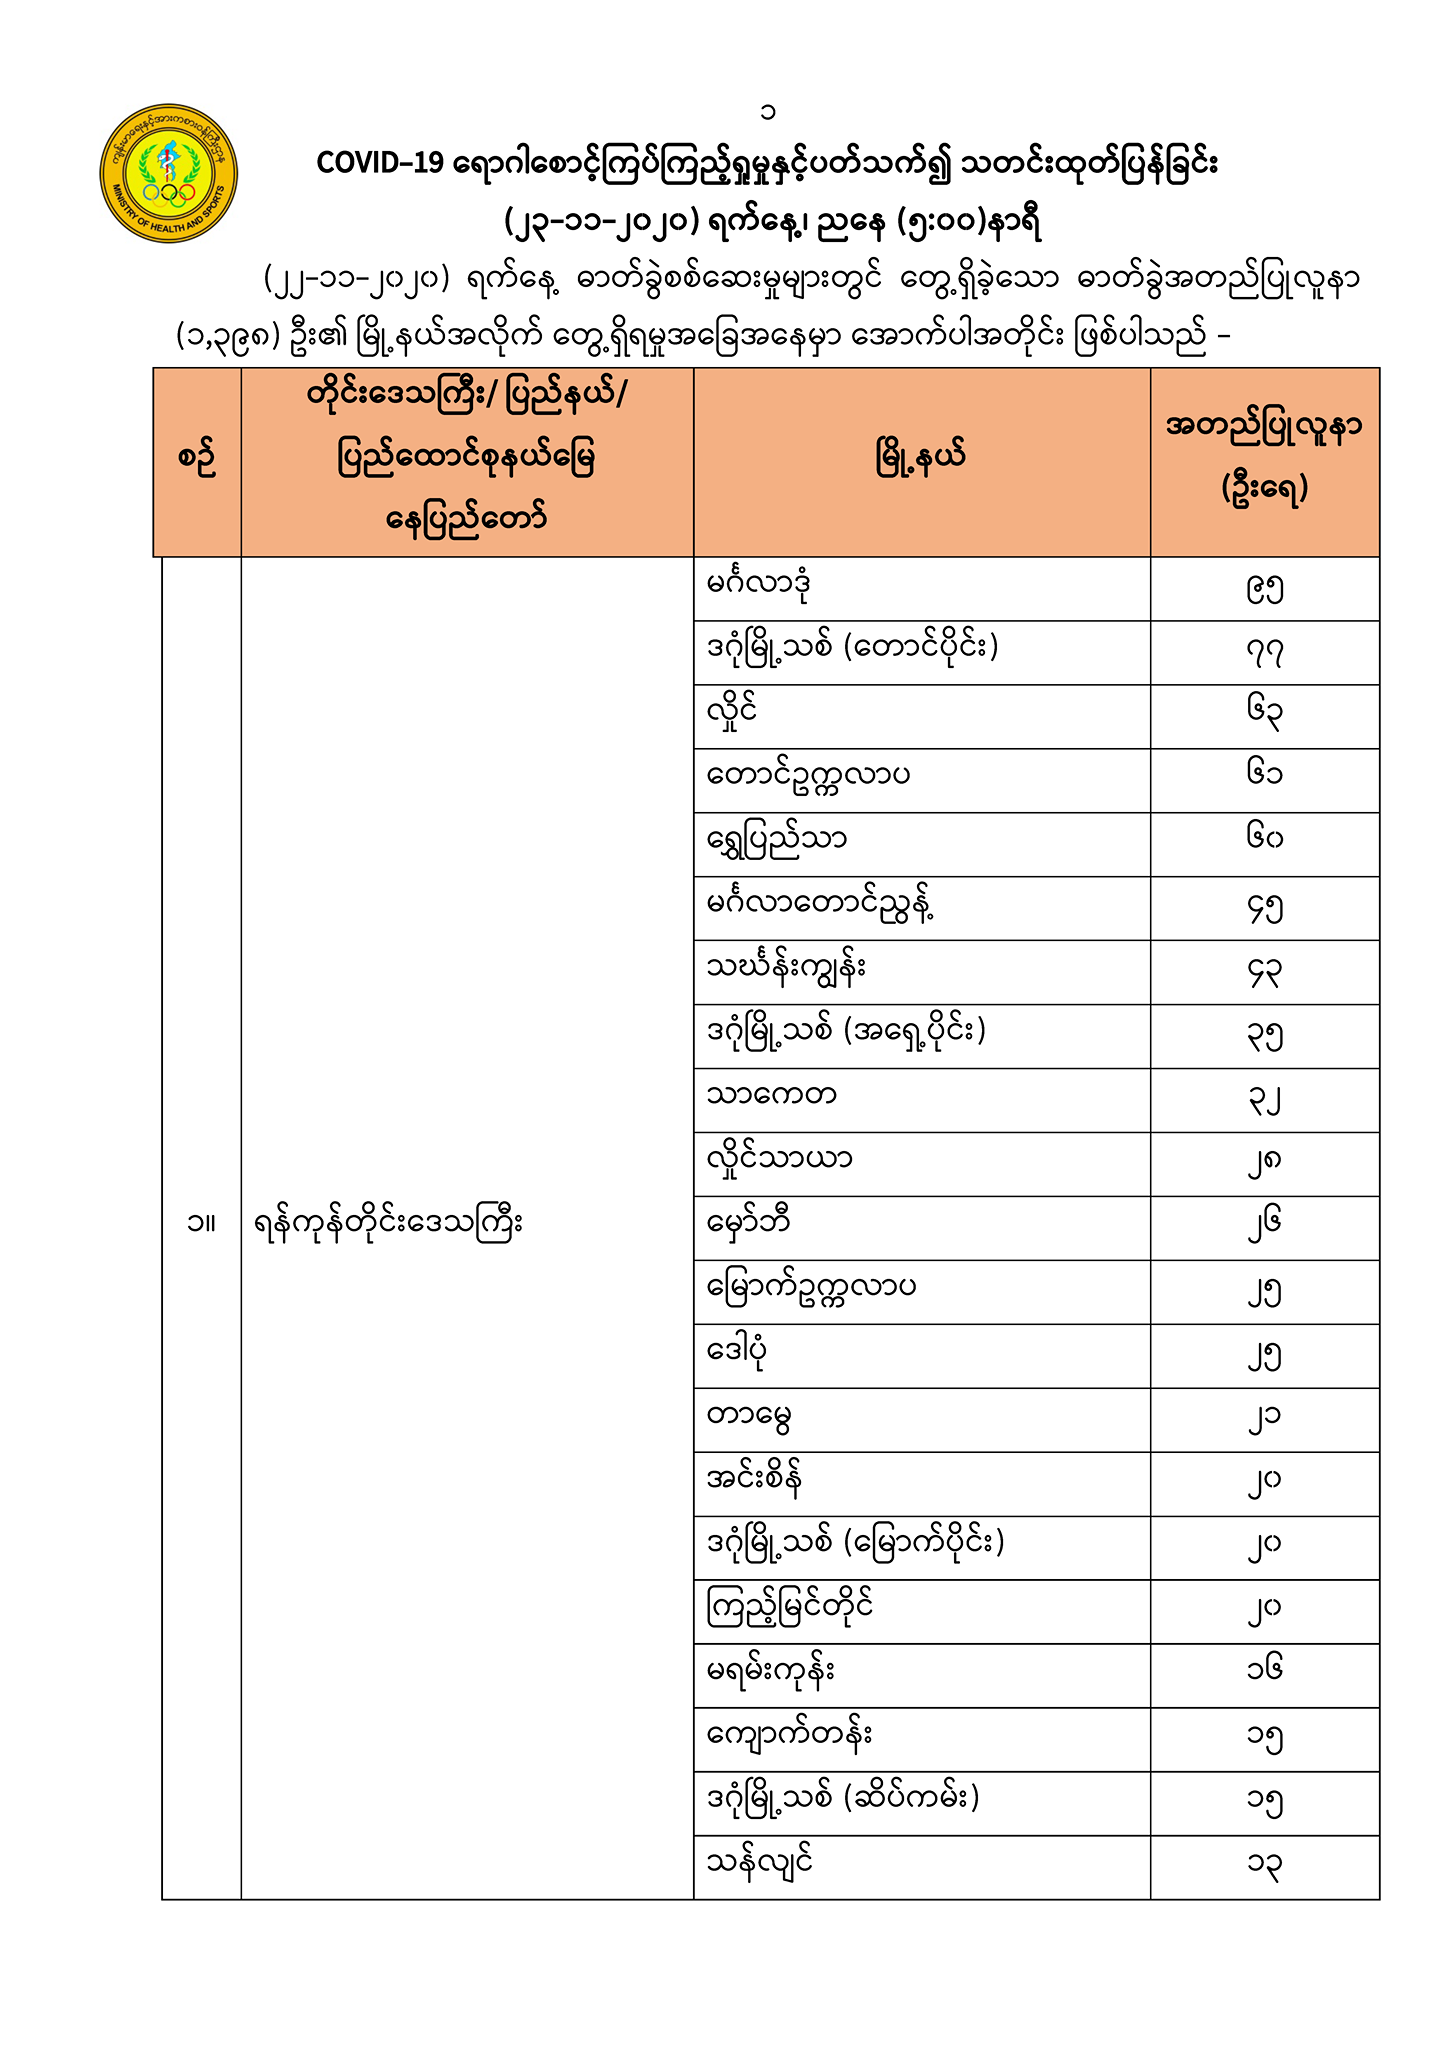 ၁
ကျန်းမာရေးနှင့်အားကစားဝန်ကြီးဌာန
MINISTRY OF HEALTH AND SPORTS
COVID-19 ရောဂါစောင့်ကြပ်ကြည့်ရှုမှုနှင့်ပတ်သက်၍ သတင်းထုတ်ပြန်ခြင်း
(၂၃-၁၁-၂၀၂၀) ရက်နေ့၊ ညနေ (၅:၀၀)နာရီ
(၂၂-၁၁-၂၀၂၀) ရက်နေ့ ဓာတ်ခွဲစစ်ဆေးမှုများတွင် တွေ့ရှိခဲ့သော ဓာတ်ခွဲအတည်ပြုလူနာ
(၁,၃၉၈) ဦး၏ မြို့နယ်အလိုက် တွေ့ရှိရမှုအခြေအနေမှာ အောက်ပါအတိုင်း ဖြစ်ပါသည် -
စဉ်
တိုင်းဒေသကြီး/ ပြည်နယ်/
ပြည်ထောင်စုနယ်မြေ
နေပြည်တော်
မြို့နယ်
အတည်ပြုလူနာ
(ဦးရေ)
၁။ ရန်ကုန်တိုင်းဒေသကြီး
မင်္ဂလာဒုံ ၉၅
ဒဂုံမြို့သစ် (တောင်ပိုင်း) ၇၇
လှိုင် ၆၃
တောင်ဥက္ကလာပ ၆၁
ရွှေပြည်သာ ၆၀
မင်္ဂလာတောင်ညွန့် ၄၅
သင်္ဃန်းကျွန်း ၄၃
ဒဂုံမြို့သစ် (အရှေ့ပိုင်း) ၃၅
သာကေတ ၃၂
လှိုင်သာယာ ၂၈
မှော်ဘီ ၂၆
မြောက်ဥက္ကလာပ ၂၅
ဒေါပုံ ၂၅
တာမွေ ၂၁
အင်းစိန် ၂၀
ဒဂုံမြို့သစ် (မြောက်ပိုင်း) ၂၀
ကြည့်မြင်တိုင် ၂၀
မရမ်းကုန်း ၁၆
ကျောက်တန်း ၁၅
ဒဂုံမြို့သစ် (ဆိပ်ကမ်း) ၁၅
သန်လျင် ၁၃